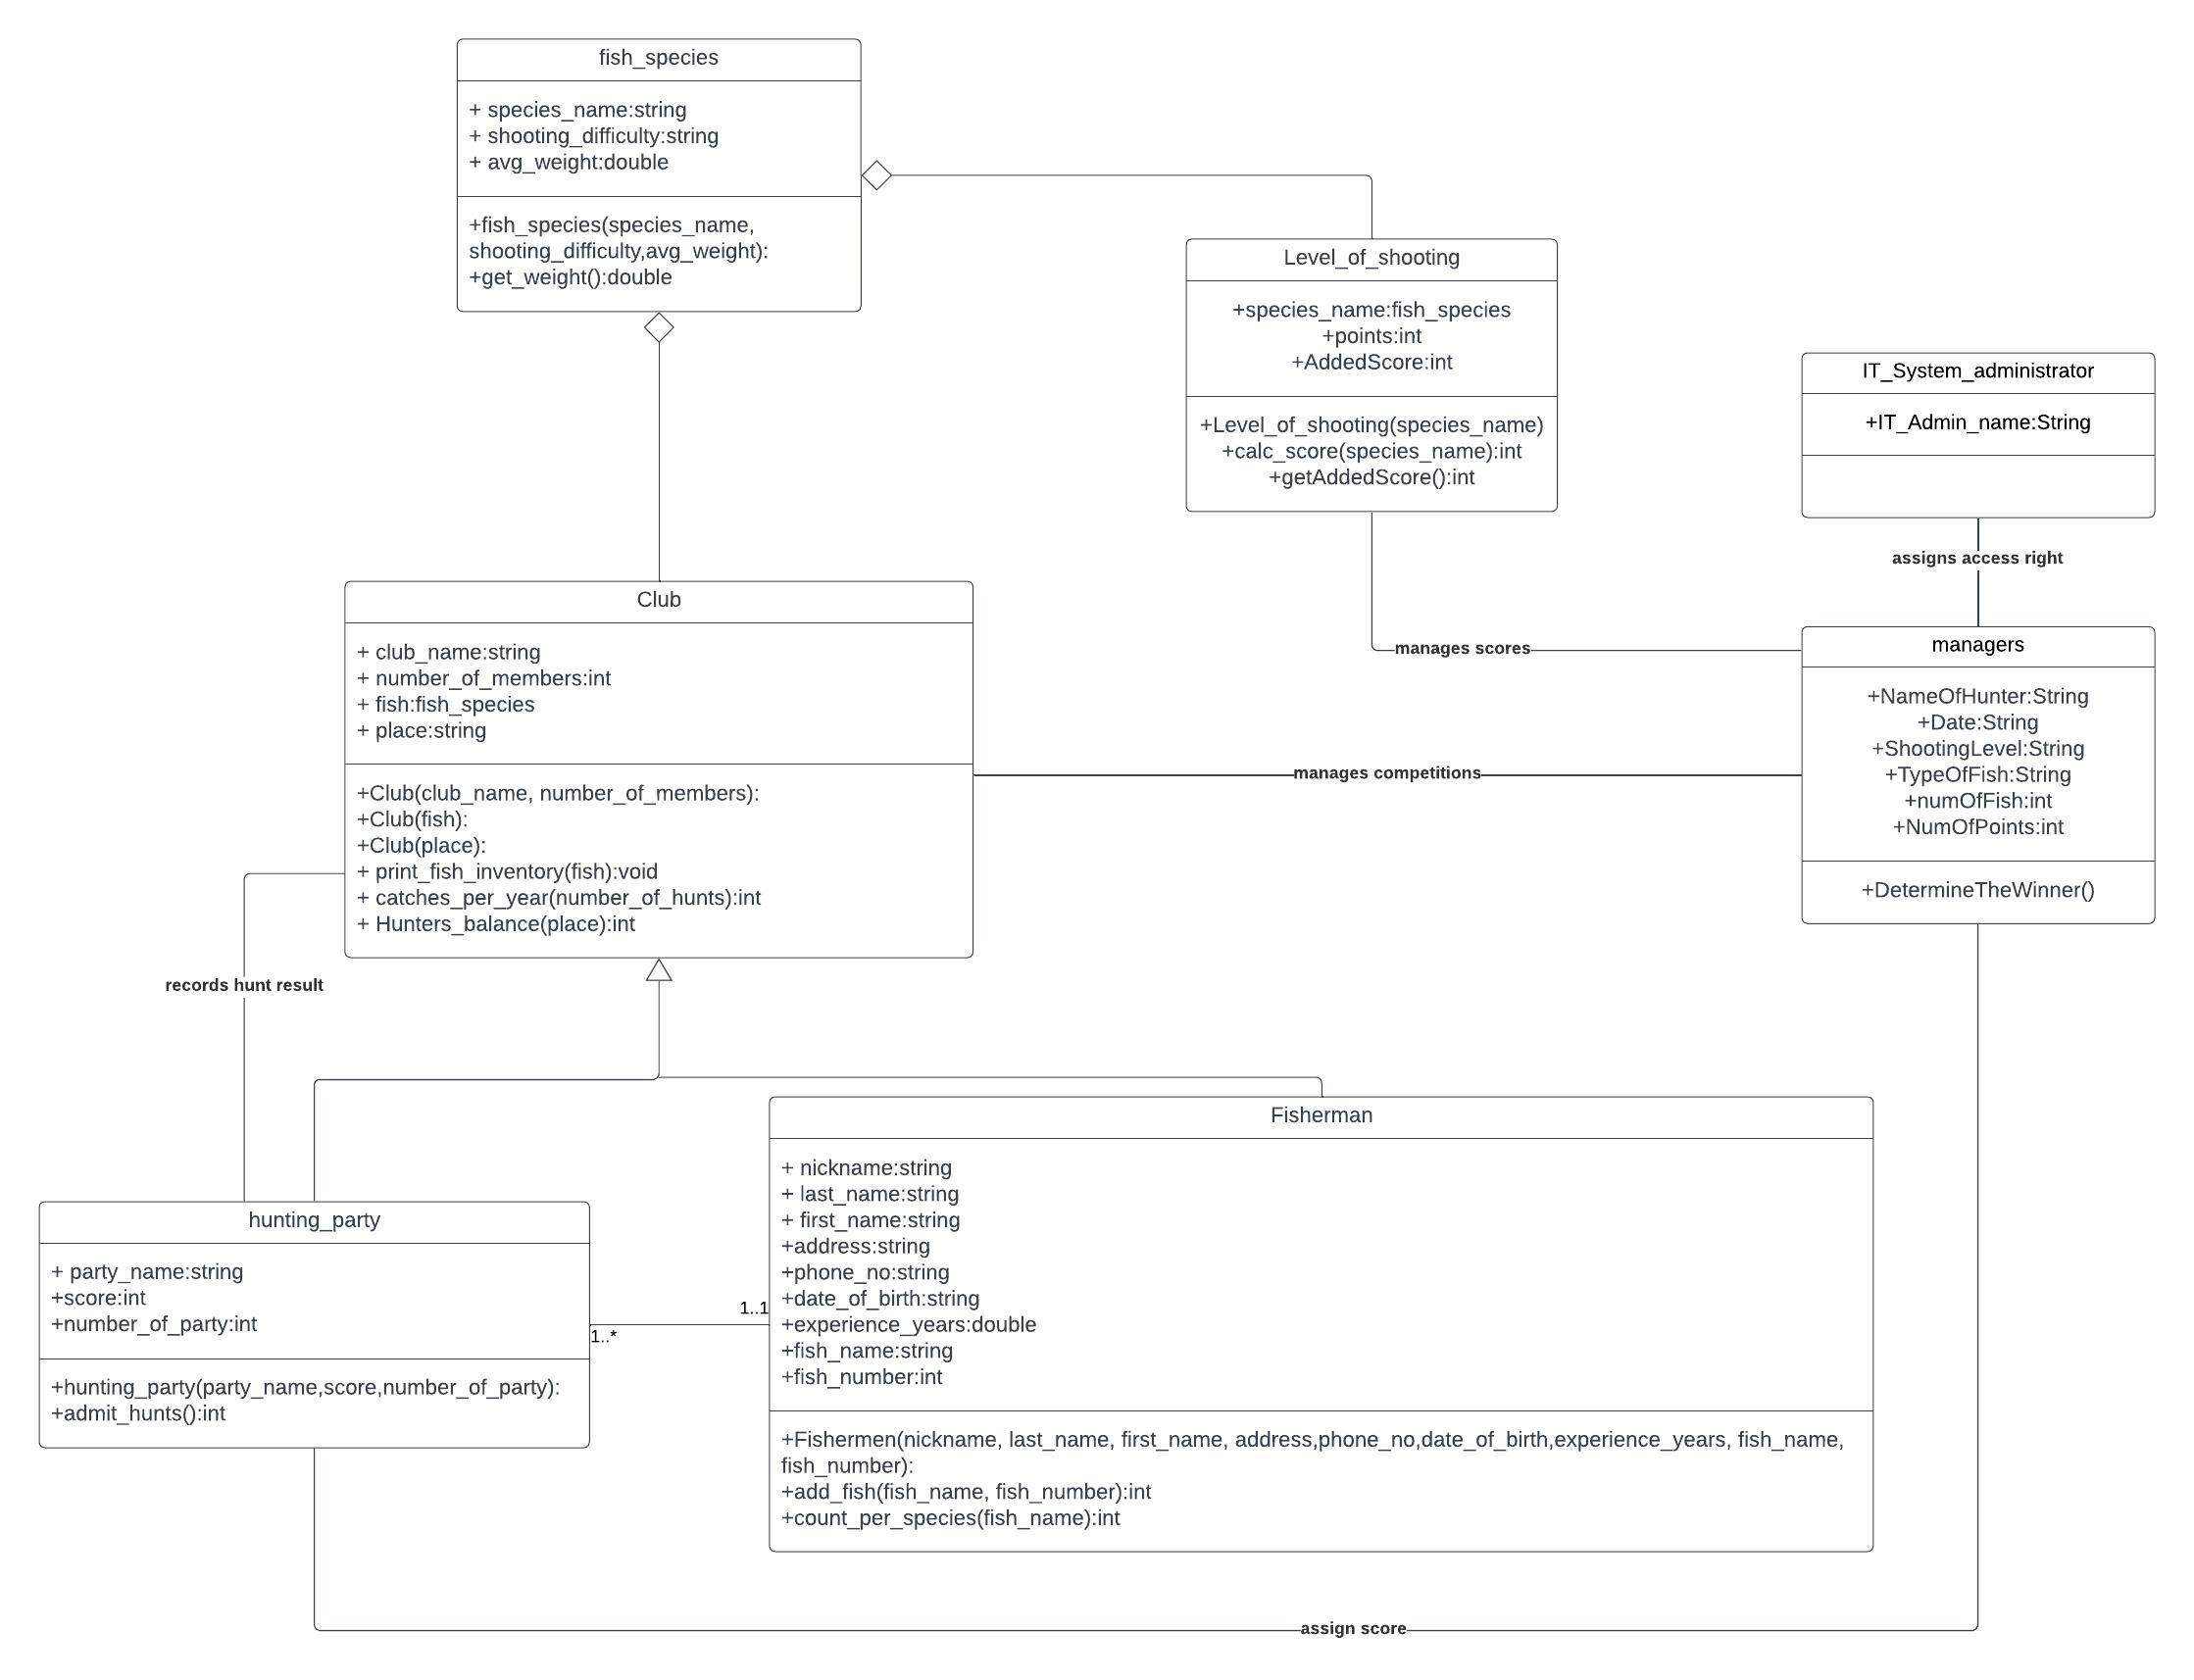 fish_species
+ species_name:string
+ shooting_difficulty:string
+ avg_weight:double
+fish_species(species_name,
shooting_difficulty,avg_weight):
+get_weight():double
Level_of_shooting
+species_name:fish_species
+points:int
+AddedScore:int
+Level_of_shooting(species_name)
+calc_score(species_name):int
+getAddedScore():int
IT_System_administrator
+IT_Admin_name:String
assigns access right
Club
+ club_name:string
+ number_of_members:int
+ fish:fish_species
+ place:string
+Club(club_name, number_of_members):
+Club(fish):
+Club(place):
+ print_fish_inventory(fish):void
+ catches_per_year(number_of_hunts):int
+ Hunters_balance(place):int
manages scores
manages competitions
managers
+NameOfHunter:String
+Date:String
+ShootingLevel:String
+TypeOfFish:String
+numOfFish:int
+NumOfPoints:int
+DetermineTheWinner()
records hunt result
hunting_party
+ party_name:string
+score:int
+number_of_party:int
+hunting_party(party_name,score,number_of_party):
+admit_hunts():int
1..1
1..*
Fisherman
+ nickname:string
+ last_name:string
+ first_name:string
+address:string
+phone_no:string
+date_of_birth:string
+experience_years:double
+fish_name:string
+fish_number:int
+Fishermen(nickname, last_name, first_name, address,phone_no,date_of_birth,experience_years, fish_name,
fish_number):
+add_fish(fish_name, fish_number):int
+count_per_species(fish_name):int
assign score